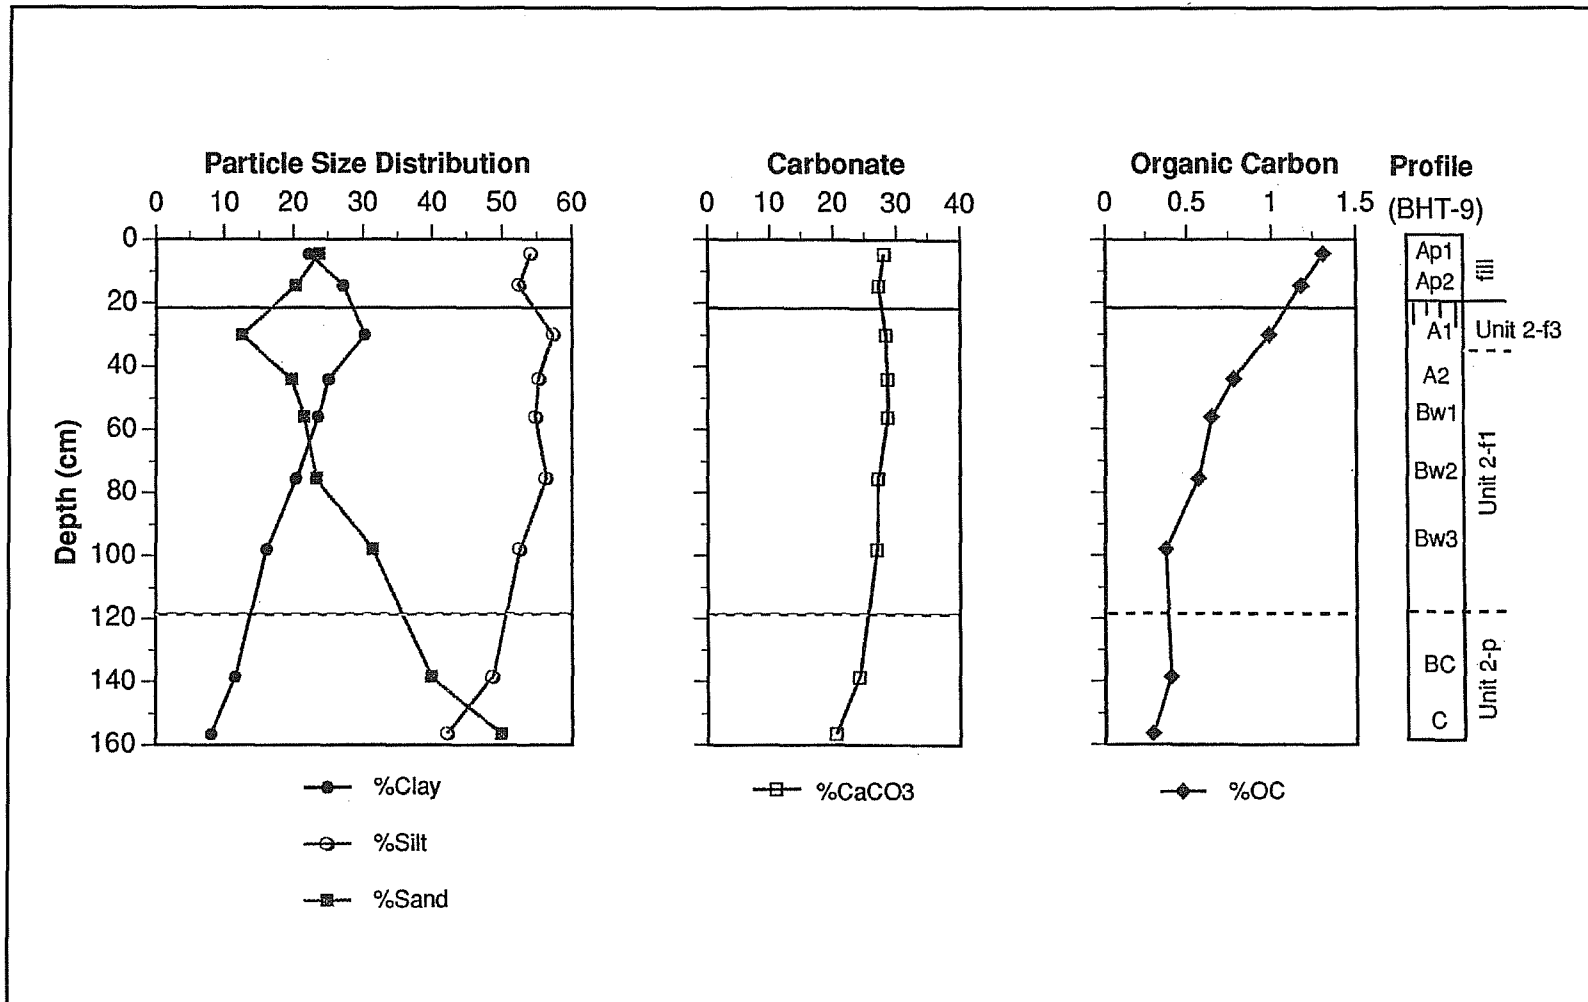 Particle Size Distribution
Carbonate
Organic Carbon
Profile
(BHT-9)
0 10 20 30 40 50 60
0 10 20 30 40
0 0.5 1 1.5
Depth (cm)
0
20
40
60
80
100
120
140
160
Ap1
Ap2
fill
A1
Unit 2-f3
A2
Bw1
Bw2
Bw3
Unit 2-f1
BC
C
Unit 2-p
%Clay
%Silt
%Sand
%CaCO3
%OC